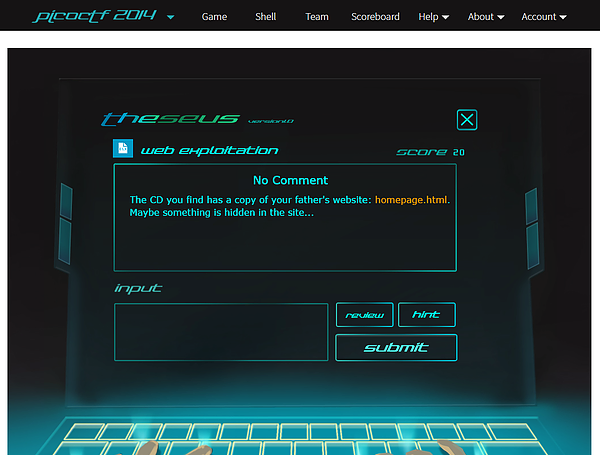 picoctf 2014 Game Shell Team Scoreboard Help About Account
theseus version1.0
web exploitation score 20
No Comment
The CD you find has a copy of your father's website: homepage.html.
Maybe something is hidden in the site...
input
review hint
submit